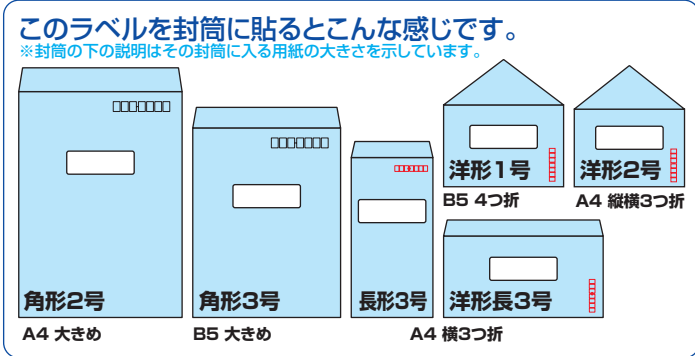 このラベルを封筒に貼るとこんな感じです。
※封筒の下の説明はその封筒に入る用紙の大きさを示しています。
角形2号
A4 大きめ
角形3号
B5 大きめ
長形3号
洋形1号
B5 4つ折
洋形2号
A4 縦横3つ折
洋形長3号
A4 横3つ折